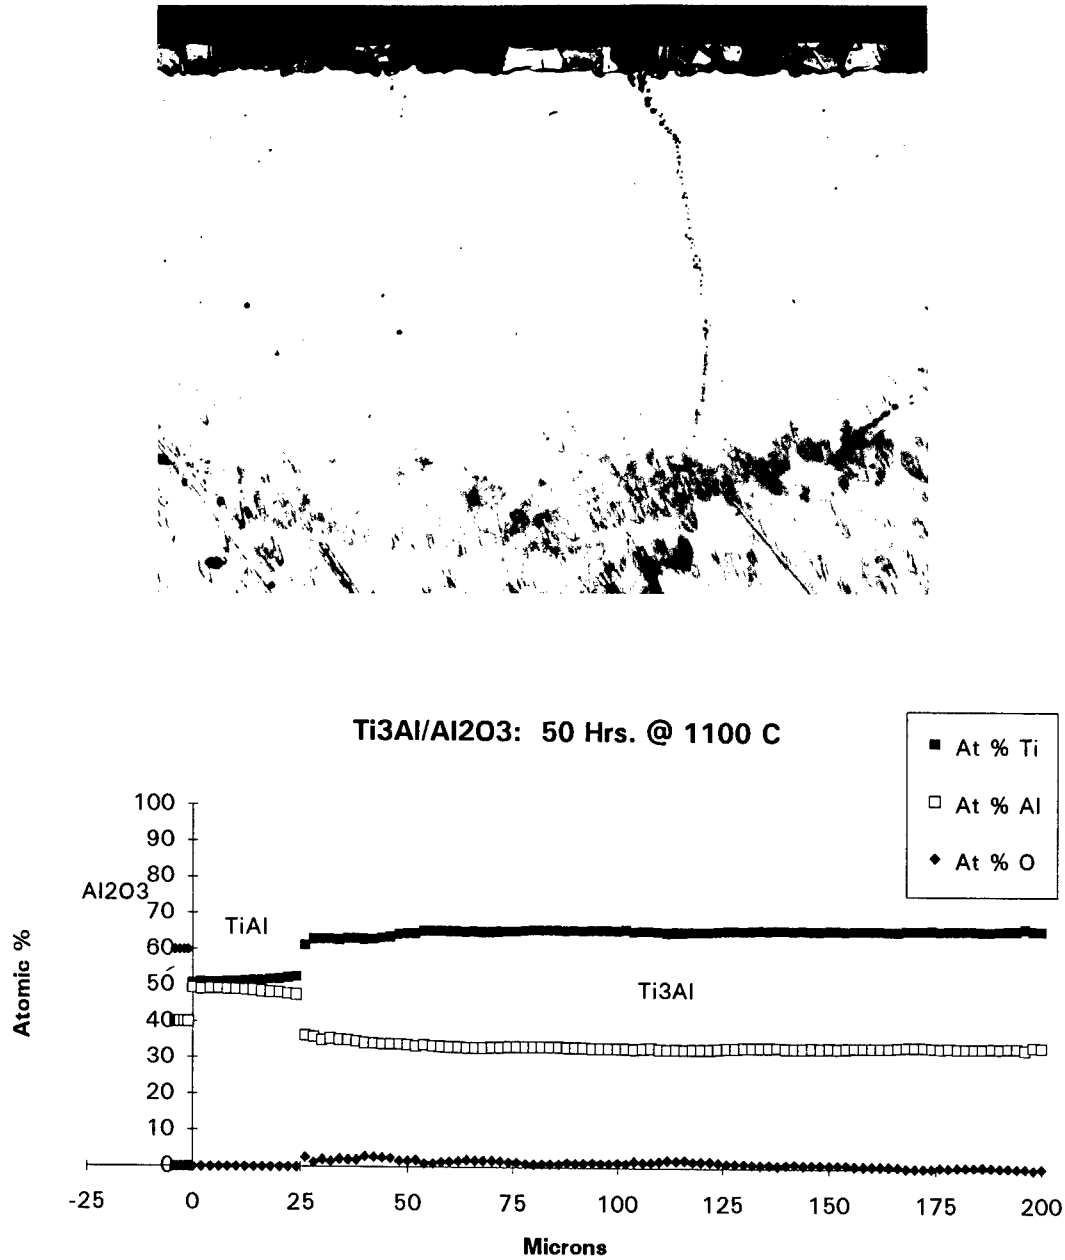 Ti3Al/Al2O3: 50 Hrs. @ 1100 C
At % Ti
At % Al
At % O
100
90
80
Al2O3
70
TiAl
60
50
Ti3Al
40
30
20
10
0
Atomic %
-25 0 25 50 75 100 125 150 175 200
Microns